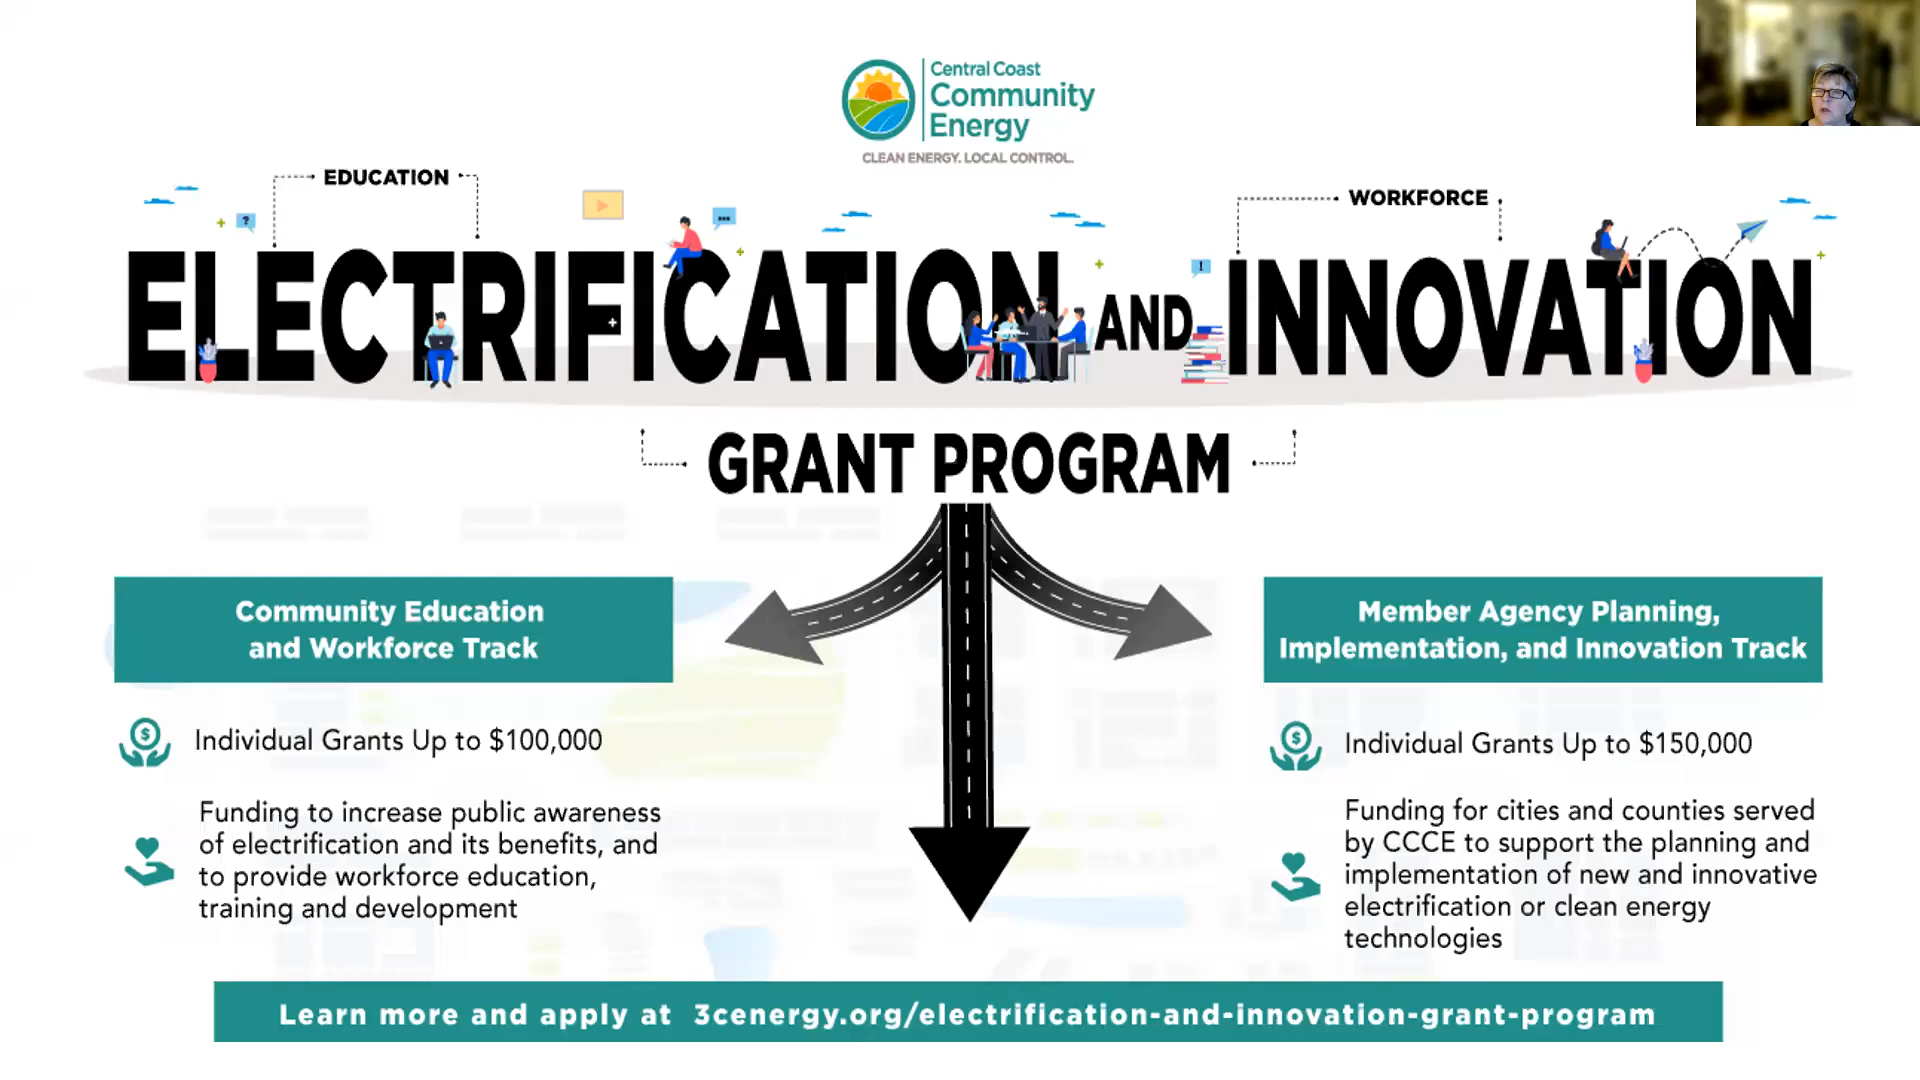 Central Coast
Community
Energy
CLEAN ENERGY. LOCAL CONTROL.
EDUCATION
WORKFORCE
?
...
!
ELECTRIFICATION AND INNOVATION
GRANT PROGRAM
Community Education
and Workforce Track
$
Individual Grants Up to $100,000
Funding to increase public awareness
of electrification and its benefits, and
to provide workforce education,
training and development
Member Agency Planning,
Implementation, and Innovation Track
$
Individual Grants Up to $150,000
Funding for cities and counties served
by CCCE to support the planning and
implementation of new and innovative
electrification or clean energy
technologies
Learn more and apply at 3cenergy.org/electrification-and-innovation-grant-program